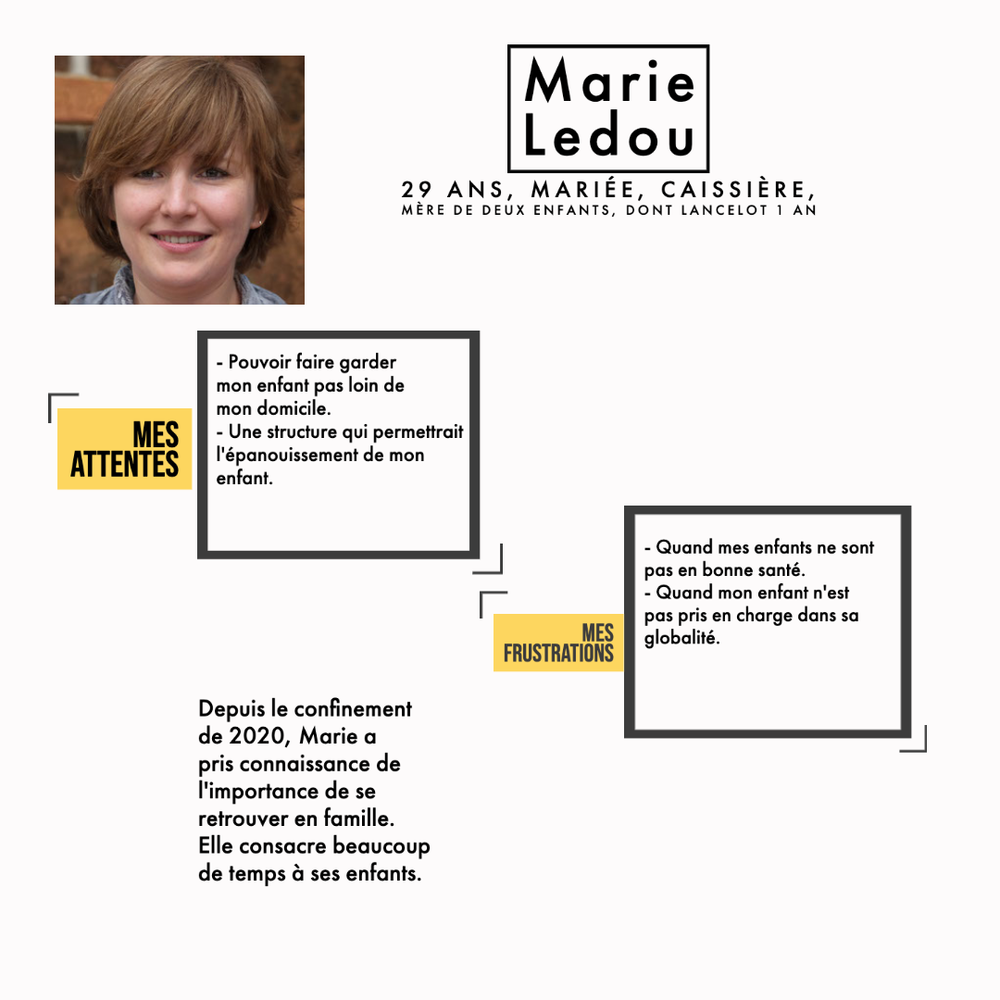 Marie
Ledou
29 ANS, MARIÉE, CAISSIÈRE,
MÈRE DE DEUX ENFANTS, DONT LANCELOT 1 AN
MES
ATTENTES
- Pouvoir faire garder
mon enfant pas loin de
mon domicile.
- Une structure qui permettrait
l'épanouissement de mon
enfant.
MES
FRUSTRATIONS
- Quand mes enfants ne sont
pas en bonne santé.
- Quand mon enfant n'est
pas pris en charge dans sa
globalité.
Depuis le confinement
de 2020, Marie a
pris connaissance de
l'importance de se
retrouver en famille.
Elle consacre beaucoup
de temps à ses enfants.